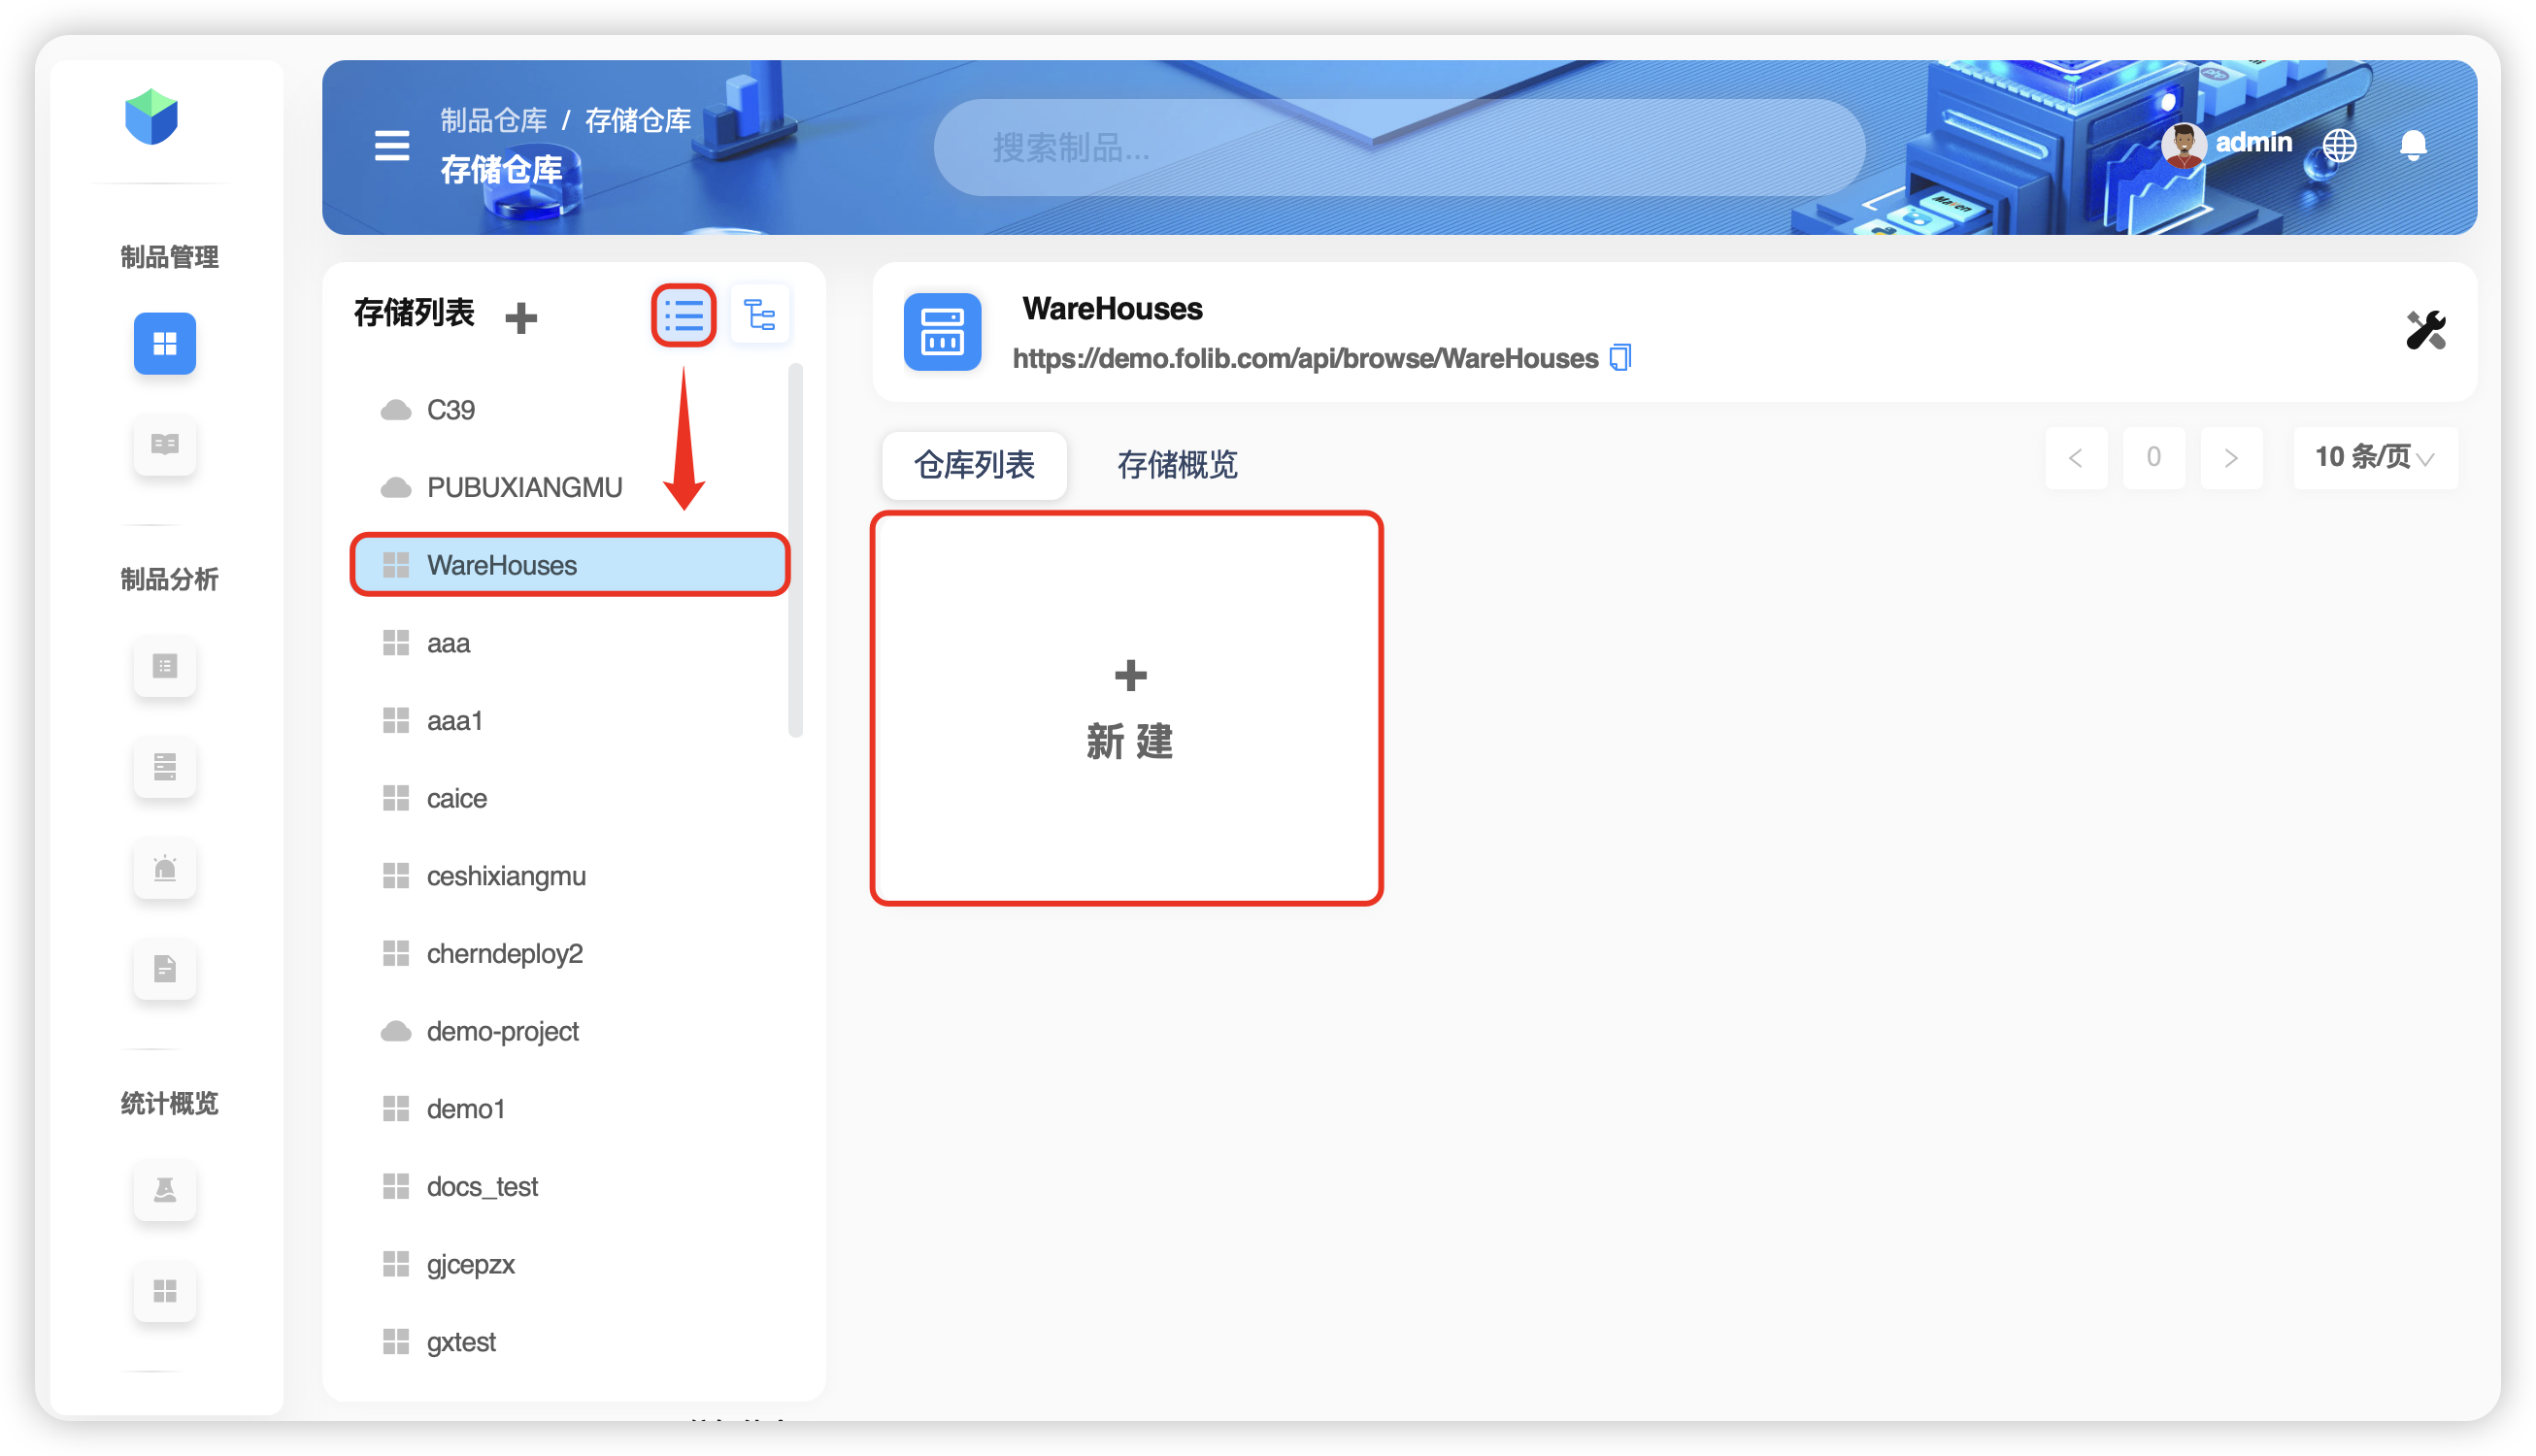 制品仓库 / 存储仓库
存储仓库
搜索制品...
php
Maven
admin
制品管理
制品分析
统计概览
存储列表
C39
PUBUXIANGMU
WareHouses
aaa
aaa1
caice
ceshixiangmu
cherndeploy2
demo-project
demo1
docs_test
gjcepzx
gxtest
WareHouses
https://demo.folib.com/api/browse/WareHouses
仓库列表
存储概览
< 0 >
10 条/页
新 建